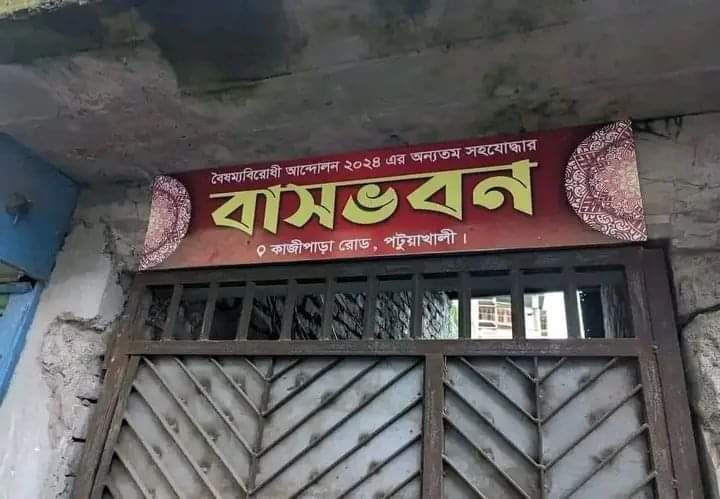 বৈষম্যবিরোধী আন্দোলন ২০২৪ এর অন্যতম সহযোদ্ধার
বাসভবন
কাজীপাড়া রোড, পটুয়াখালী।